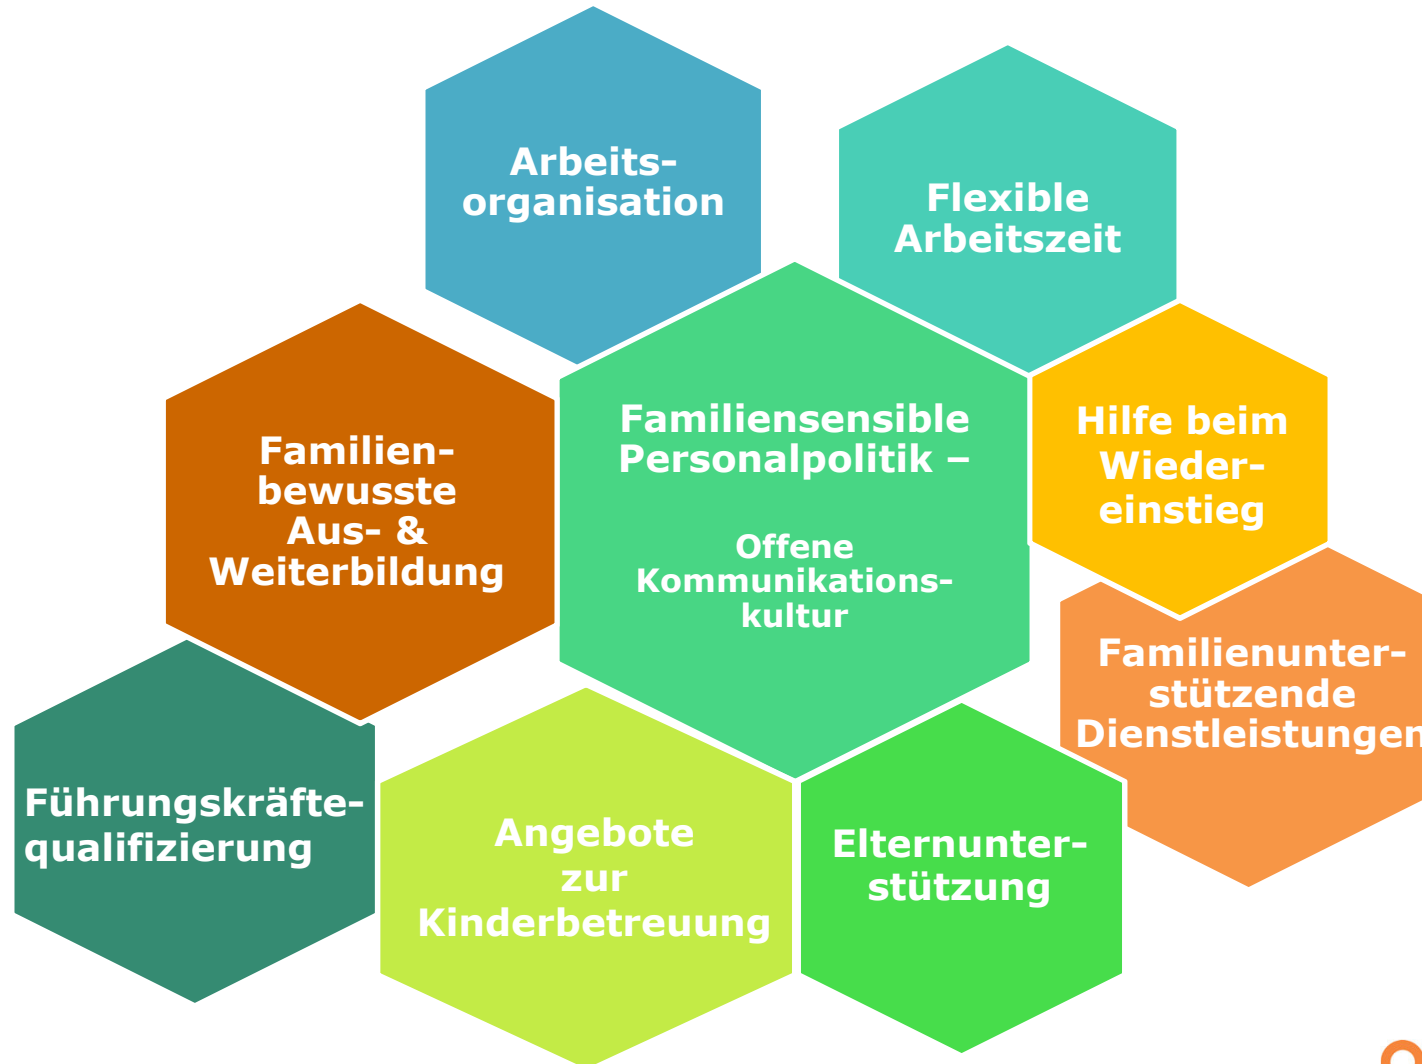 Arbeits-
organisation
Flexible
Arbeitszeit
Familiensensible
Personalpolitik –
Offene
Kommunikations-
kultur
Hilfe beim
Wieder-
einstieg
Familien-
bewusste
Aus- &
Weiterbildung
Familienunter-
stützende
Dienstleistungen
Führungskräfte-
qualifizierung
Angebote
zur
Kinderbetreuung
Elternunter-
stützung